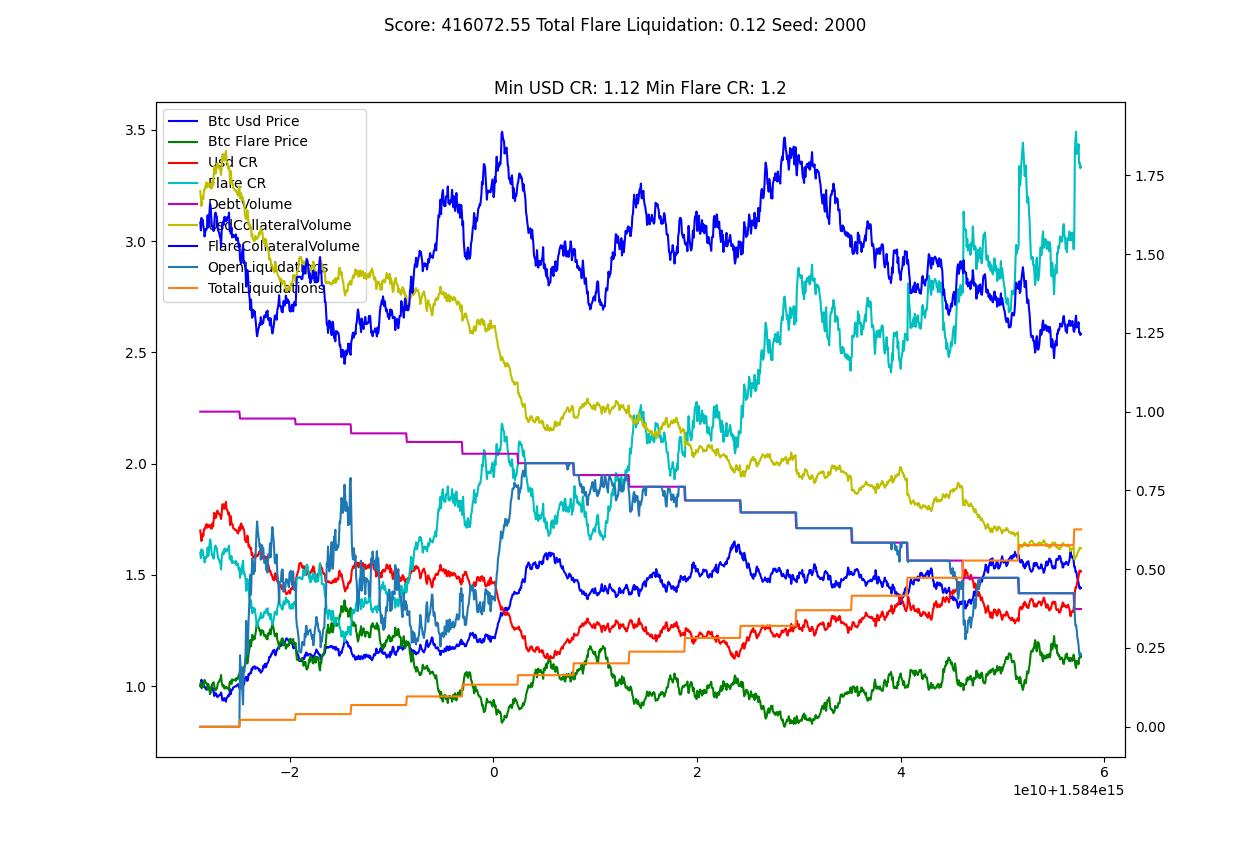 Score: 416072.55 Total Flare Liquidation: 0.12 Seed: 2000
Min USD CR: 1.12 Min Flare CR: 1.2
Btc Usd Price
Btc Flare Price
Usd CR
Flare CR
DebtVolume
UsdCollateralVolume
FlareCollateralVolume
OpenLiquidations
TotalLiquidations
3.5
3.0
2.5
2.0
1.5
1.0
1.75
1.50
1.25
1.00
0.75
0.50
0.25
0.00
−2
0
2
4
6
1e10+1.584e15